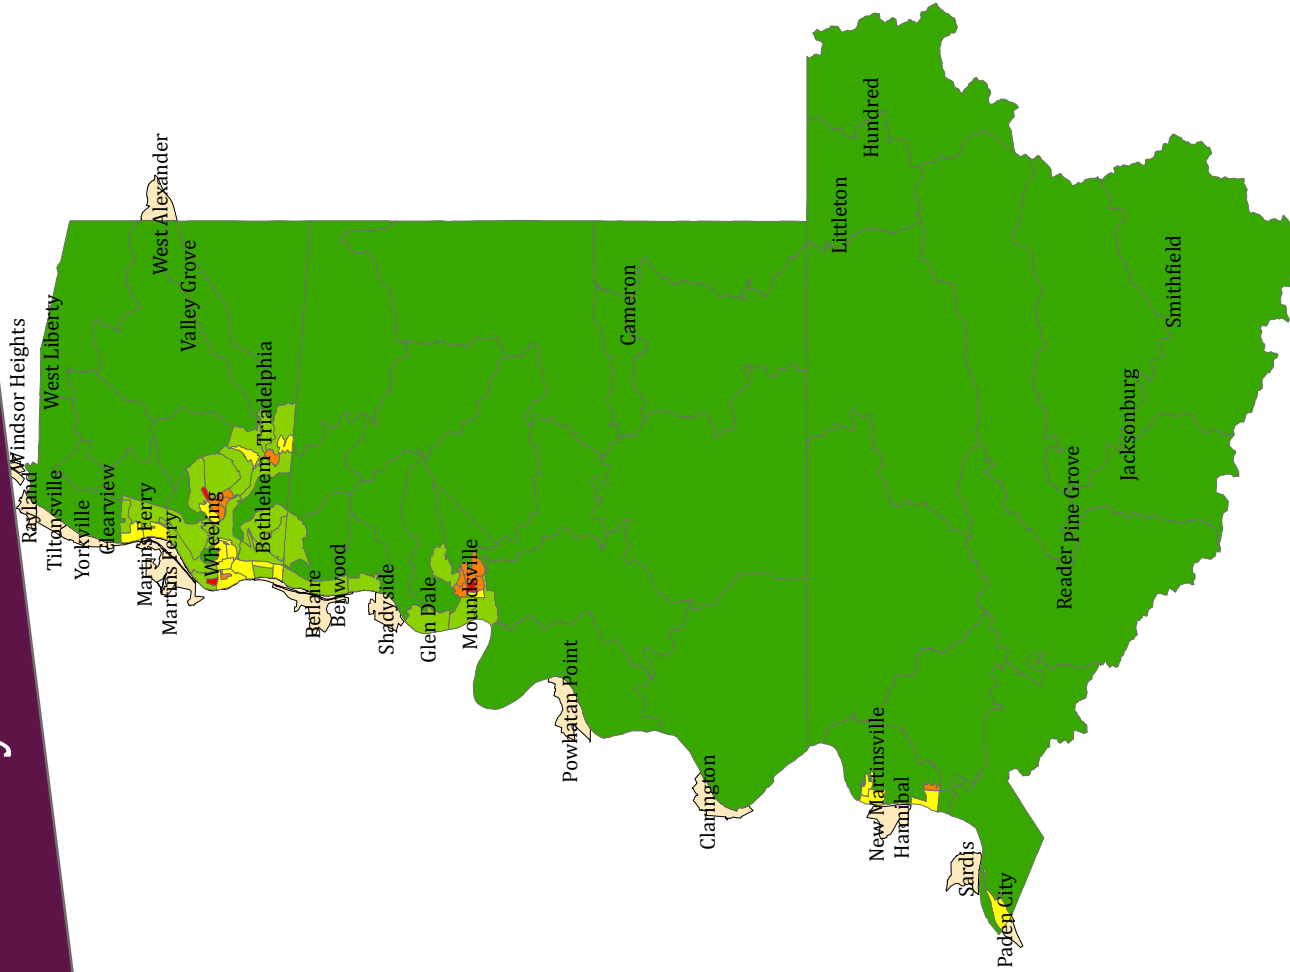 Windsor Heights
Rayland
West Liberty
Tiltonsville
Yorkville
Clearview
West Alexander
Martins Ferry
Martins Ferry
Valley Grove
Wheeling
Triadelphia
Bethlehem
Bellaire
Benwood
Shadyside
Glen Dale
Moundsville
Powhatan Point
Cameron
Clarington
Littleton
Hundred
New Martinsville
Hannibal
Sardis
Paden City
Reader
Pine Grove
Jacksonburg
Smithfield